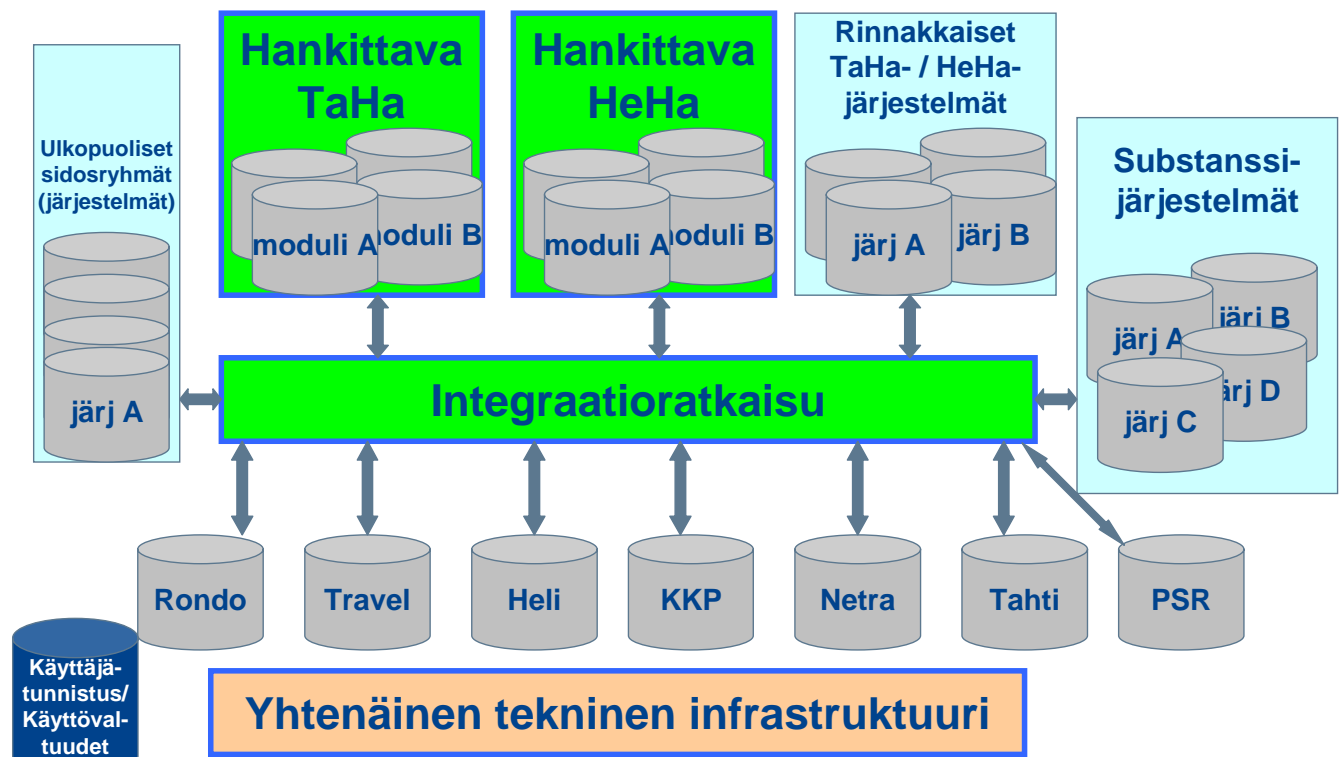 Hankittava
TaHa
moduli A
moduli B
Hankittava
HeHa
moduli A
moduli B
Rinnakkaiset
TaHa- / HeHa-
järjestelmät
järj A
järj B
Ulkopuoliset
sidosryhmät
(järjestelmät)
järj A
Substanssi-
järjestelmät
järj A
järj B
järj C
järj D
Integraatioratkaisu
Rondo
Travel
Heli
KKP
Netra
Tahti
PSR
Käyttäjä-
tunnistus/
Käyttöval-
tuudet
Yhtenäinen tekninen infrastruktuuri